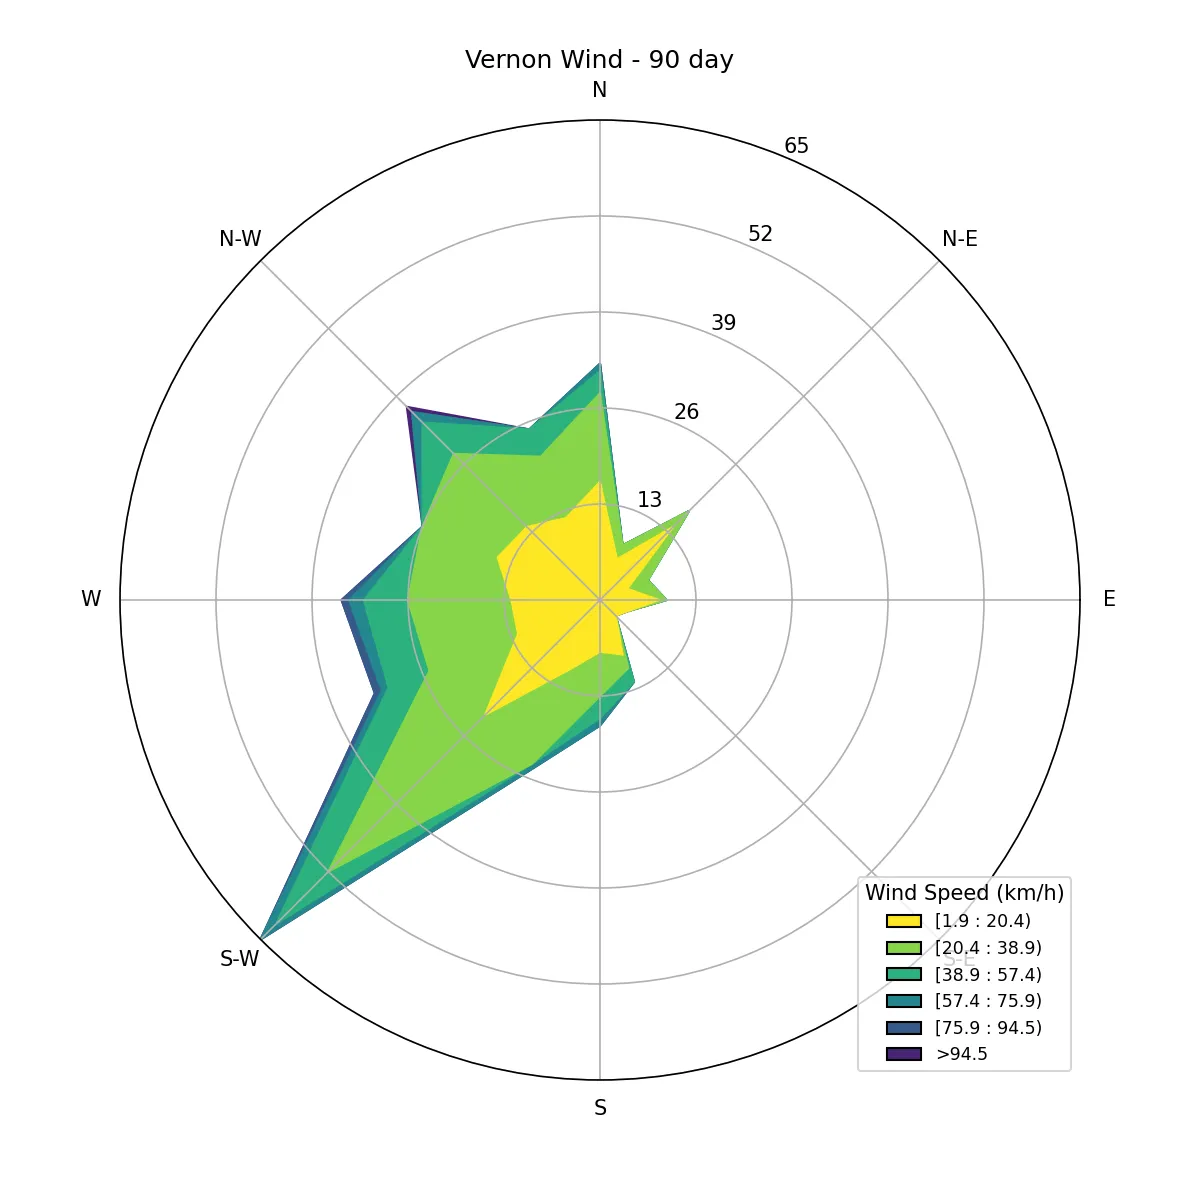 Vernon Wind - 90 day
N
65
52
N-W
N-E
39
26
13
W
E
Wind Speed (km/h)
[1.9 : 20.4)
[20.4 : 38.9)
S-W
S-E
[38.9 : 57.4)
[57.4 : 75.9)
[75.9 : 94.5)
>94.5
S